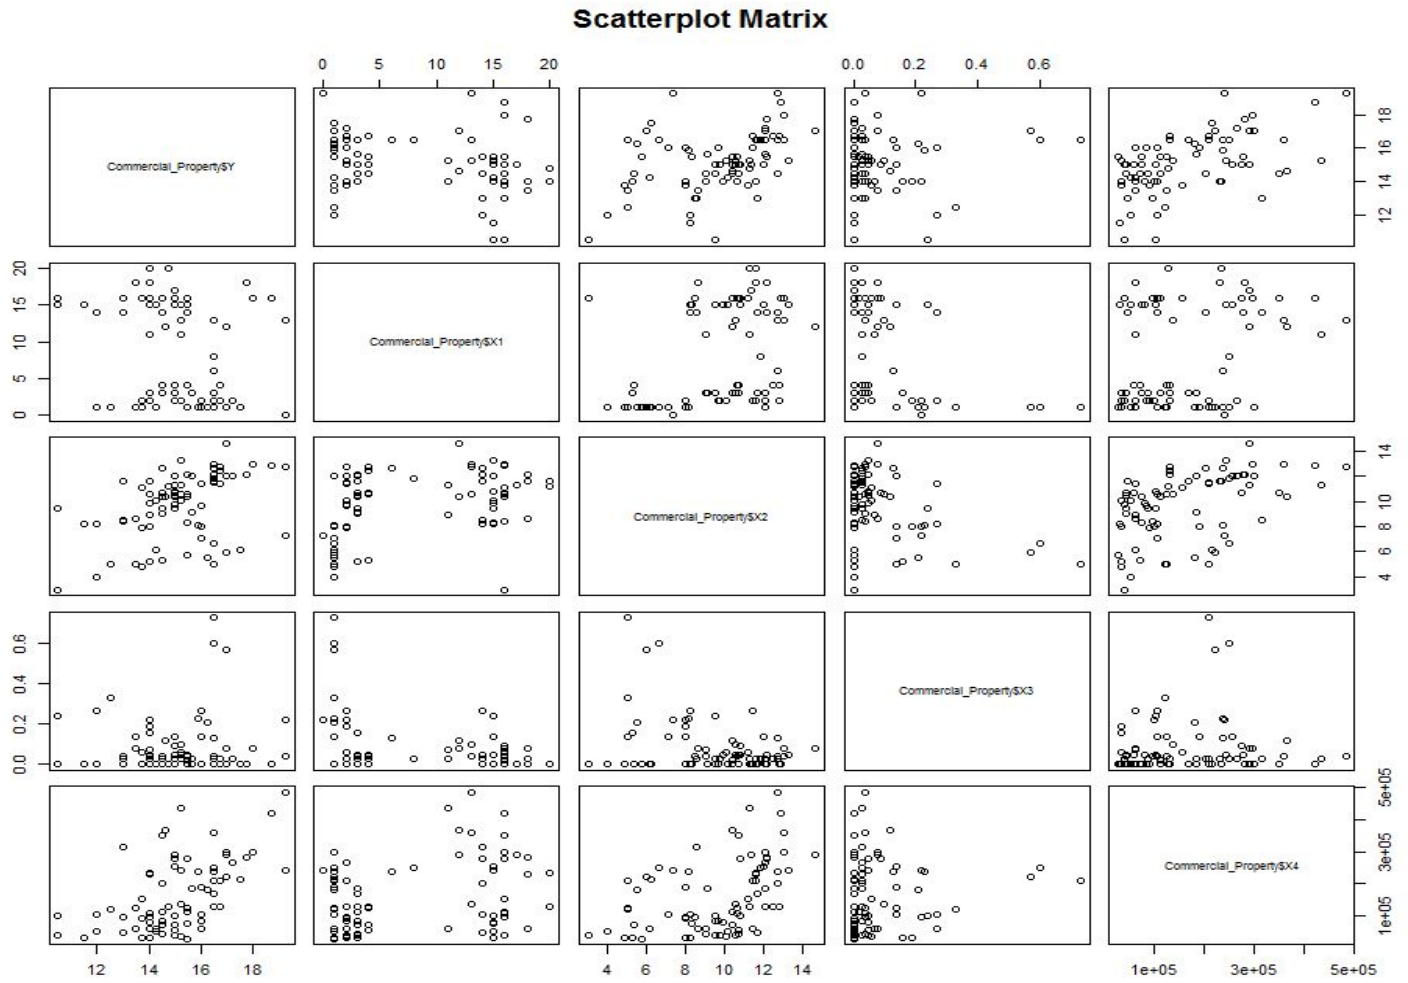 Scatterplot Matrix
0 5 10 15 20
0.0 0.2 0.4 0.6
Commercial_Property$Y
12 14 16 18
0 5 10 15 20
Commercial_Property$X1
Commercial_Property$X2
4 6 8 10 14
0.0 0.2 0.4 0.6
Commercial_Property$X3
Commercial_Property$X4
1e+05 3e+05 5e+05
12 14 16 18
4 6 8 10 12 14
1e+05 3e+05 5e+05